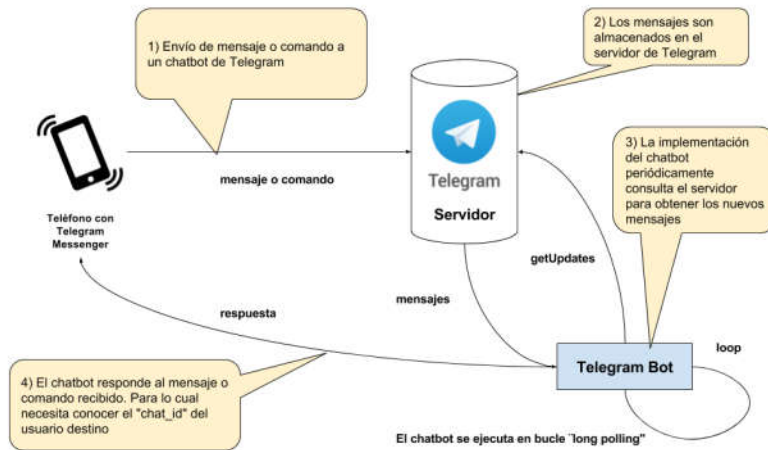 1) Envío de mensaje o comando a
un chatbot de Telegram
2) Los mensajes son
almacenados en el
servidor de Telegram
Telegram
Servidor
mensaje o comando
Teléfono con
Telegram
Messenger
3) La implementación
del chatbot
periódicamente
consulta el servidor
para obtener los nuevos
mensajes
getUpdates
mensajes
respuesta
loop
Telegram Bot
4) El chatbot responde al mensaje o
comando recibido. Para lo cual
necesita conocer el "chat_id" del
usuario destino
El chatbot se ejecuta en bucle ¨long polling"